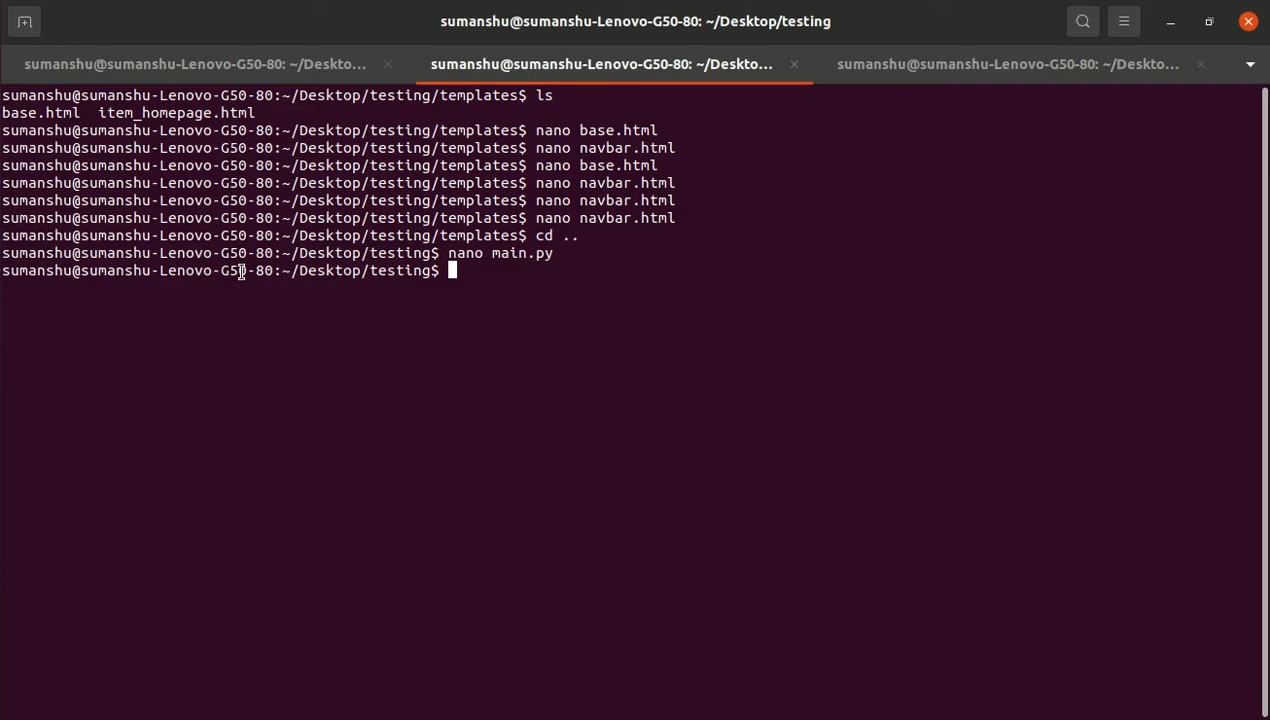 sumanshu@sumanshu-Lenovo-G50-80: ~/Desktop/testing
sumanshu@sumanshu-Lenovo-G50-80: ~/Deskto...
sumanshu@sumanshu-Lenovo-G50-80: ~/Deskto...
sumanshu@sumanshu-Lenovo-G50-80: ~/Deskto...
sumanshu@sumanshu-Lenovo-G50-80:~/Desktop/testing/templates$ ls
base.html  item_homepage.html
sumanshu@sumanshu-Lenovo-G50-80:~/Desktop/testing/templates$ nano base.html
sumanshu@sumanshu-Lenovo-G50-80:~/Desktop/testing/templates$ nano navbar.html
sumanshu@sumanshu-Lenovo-G50-80:~/Desktop/testing/templates$ nano base.html
sumanshu@sumanshu-Lenovo-G50-80:~/Desktop/testing/templates$ nano navbar.html
sumanshu@sumanshu-Lenovo-G50-80:~/Desktop/testing/templates$ nano navbar.html
sumanshu@sumanshu-Lenovo-G50-80:~/Desktop/testing/templates$ nano navbar.html
sumanshu@sumanshu-Lenovo-G50-80:~/Desktop/testing/templates$ cd ..
sumanshu@sumanshu-Lenovo-G50-80:~/Desktop/testing$ nano main.py
sumanshu@sumanshu-Lenovo-G50-80:~/Desktop/testing$